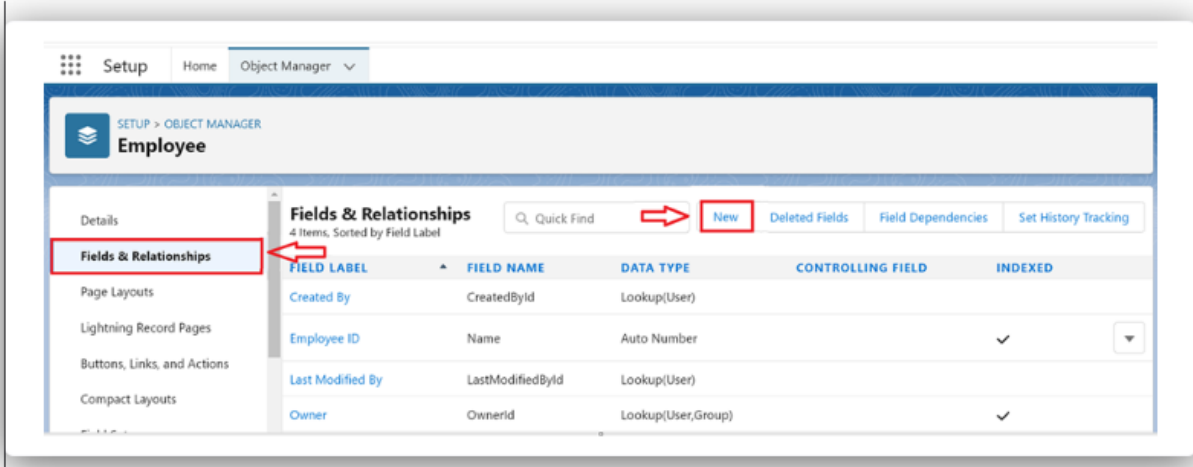 Setup Home Object Manager
SETUP > OBJECT MANAGER
Employee
Details
Fields & Relationships
Page Layouts
Lightning Record Pages
Buttons, Links, and Actions
Compact Layouts
Fields & Relationships
4 Items, Sorted by Field Label
Quick Find
New Deleted Fields Field Dependencies Set History Tracking
FIELD LABEL FIELD NAME DATA TYPE CONTROLLING FIELD INDEXED
Created By CreatedById Lookup(User)
Employee ID Name Auto Number
Last Modified By LastModifiedById Lookup(User)
Owner OwnerId Lookup(User,Group)